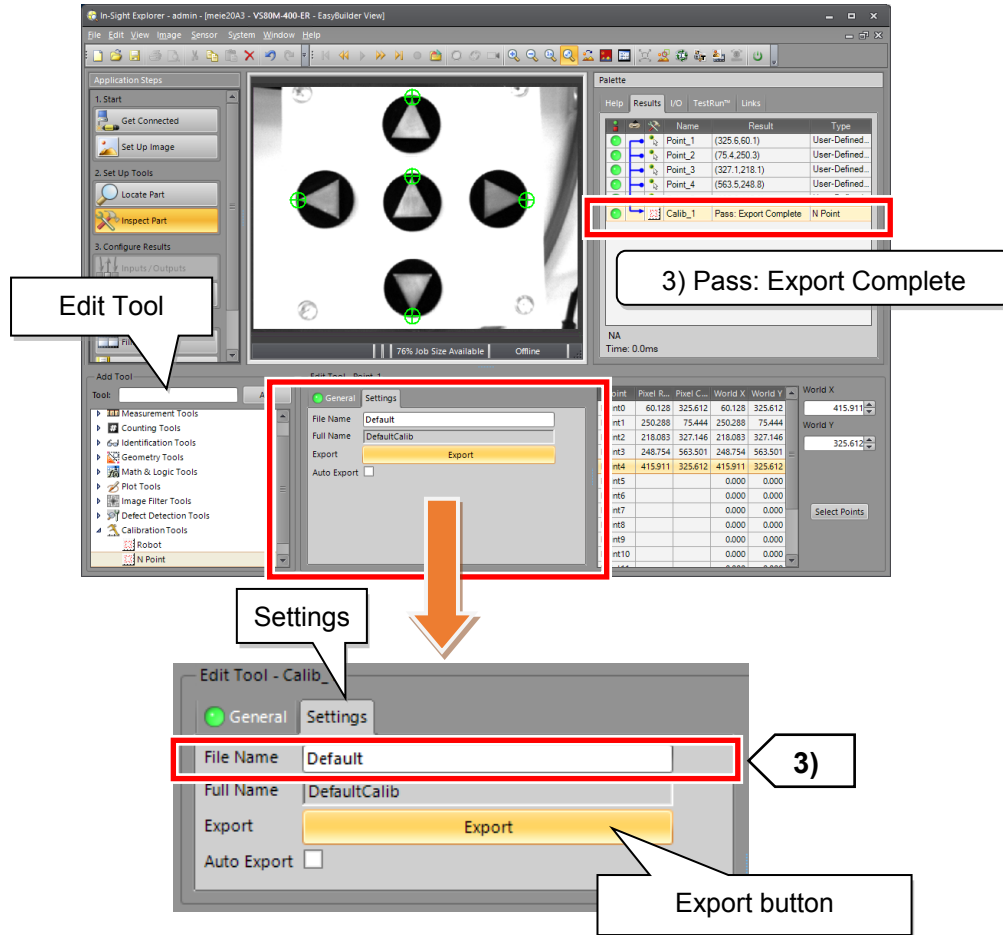 In-Sight Explorer - admin - [meie20A3 - VS80M-400-ER - EasyBuilder View]
File Edit View Image Sensor System Window Help
Application Steps
1. Start
Get Connected
Set Up Image
2. Set Up Tools
Locate Part
Inspect Part
3. Configure Results
Inputs / Outputs
76% Job Size Available Offline
Palette
Help Results I/O TestRun™ Links
Name Result Type
Point_1 (325.6,60.1) User-Defined...
Point_2 (75.4,250.3) User-Defined...
Point_3 (327.1,218.1) User-Defined...
Point_4 (563.5,248.8) User-Defined...
Calib_1 Pass: Export Complete N Point
3) Pass: Export Complete
NA
Time: 0.0ms
Edit Tool
Add Tool
Tool:
Measurement Tools
Counting Tools
Identification Tools
Geometry Tools
Math & Logic Tools
Plot Tools
Image Filter Tools
Defect Detection Tools
Calibration Tools
Robot
N Point
General Settings
File Name Default
Full Name DefaultCalib
Export Export
Auto Export
Pixel R... Pixel C... World X World Y
60.128 325.612 60.128 325.612
250.288 75.444 250.288 75.444
218.083 327.146 218.083 327.146
248.754 563.501 248.754 563.501
415.911 325.612 415.911 325.612
0.000 0.000
0.000 0.000
0.000 0.000
0.000 0.000
0.000 0.000
0.000 0.000
World X
415.911
World Y
325.612
Select Points
Settings
Edit Tool - Calib_
General Settings
File Name Default
3)
Full Name DefaultCalib
Export Export
Auto Export
Export button